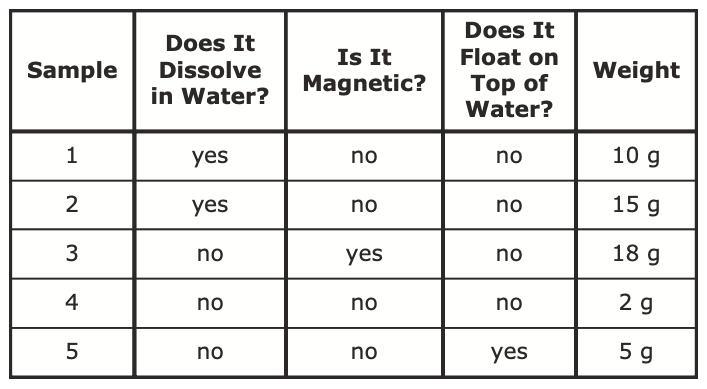 Sample Does It Dissolve in Water? Is It Magnetic? Does It Float on Top of Water? Weight
1 yes no no 10 g
2 yes no no 15 g
3 no yes no 18 g
4 no no no 2 g
5 no no yes 5 g